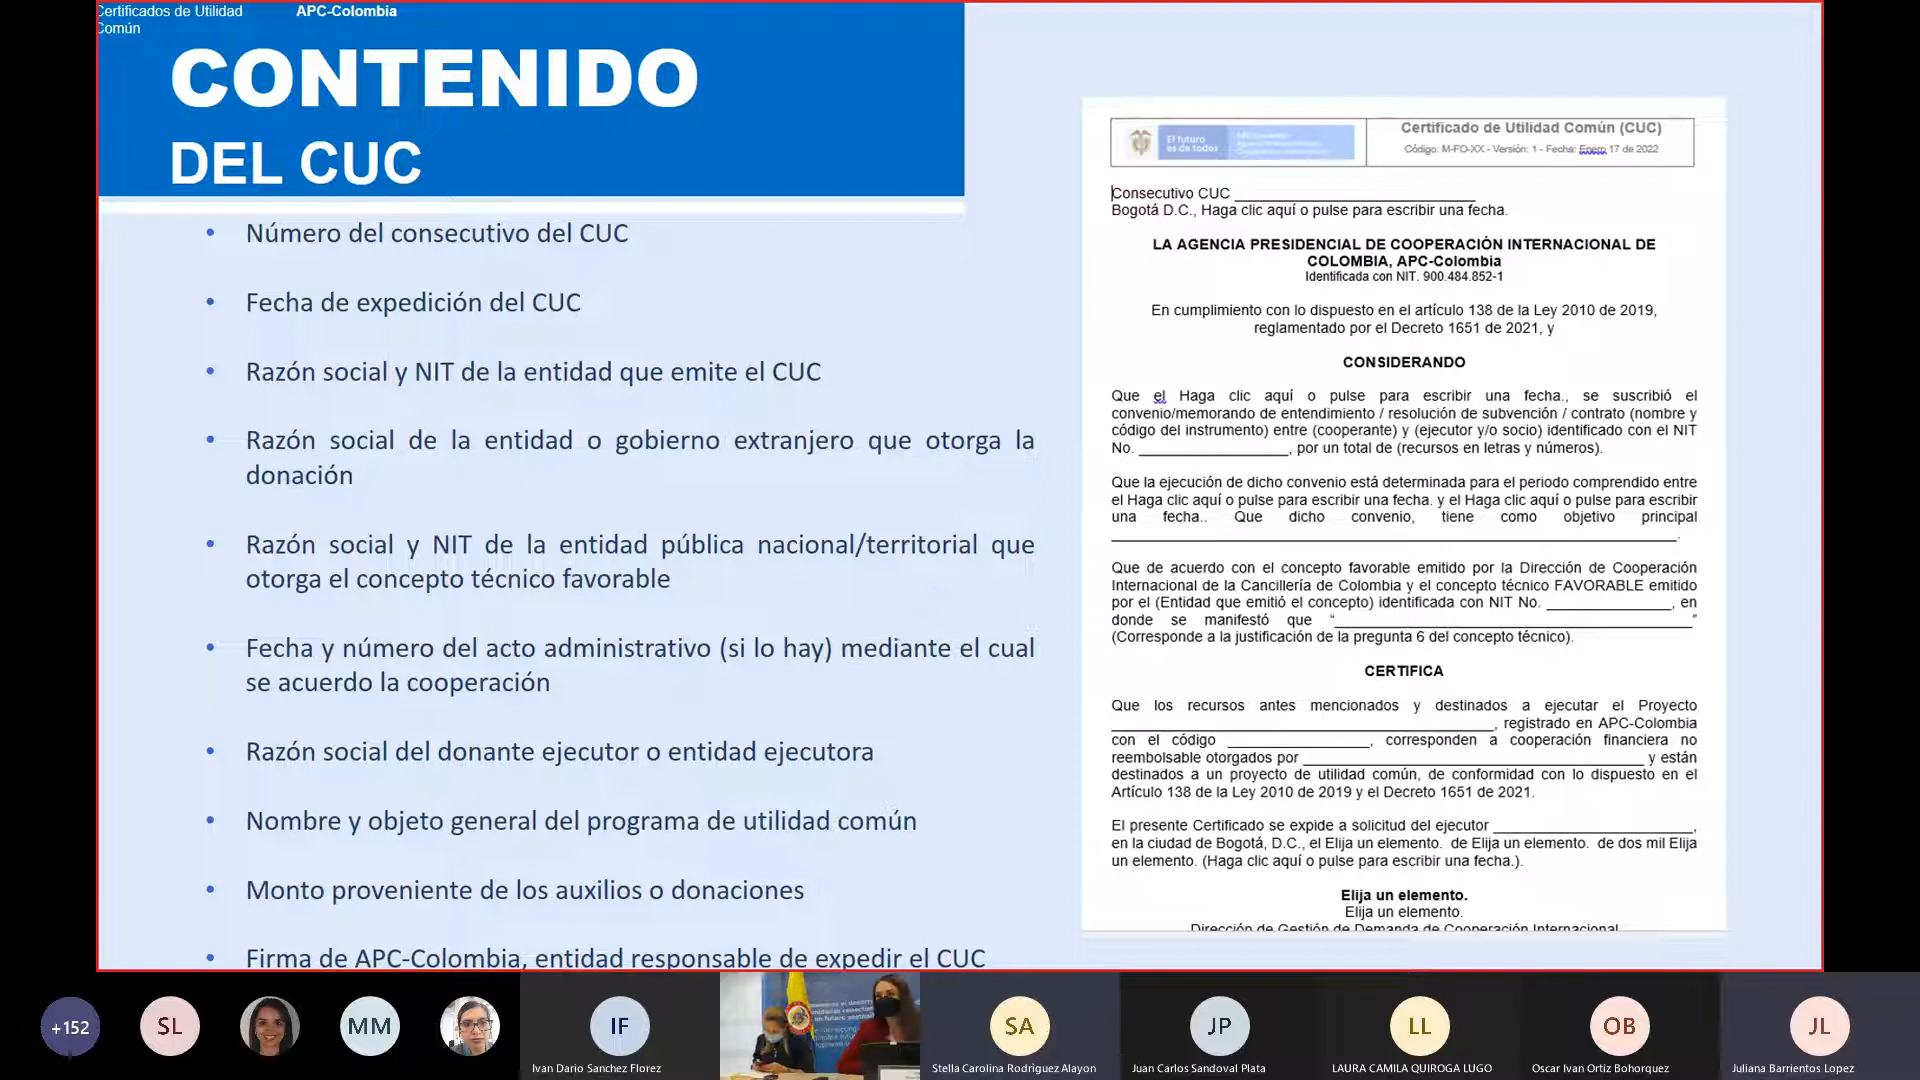 Certificados de Utilidad
Común
APC-Colombia
CONTENIDO
DEL CUC
• Número del consecutivo del CUC
• Fecha de expedición del CUC
• Razón social y NIT de la entidad que emite el CUC
• Razón social de la entidad o gobierno extranjero que otorga la
donación
• Razón social y NIT de la entidad pública nacional/territorial que
otorga el concepto técnico favorable
• Fecha y número del acto administrativo (si lo hay) mediante el cual
se acuerdo la cooperación
• Razón social del donante ejecutor o entidad ejecutora
• Nombre y objeto general del programa de utilidad común
• Monto proveniente de los auxilios o donaciones
• Firma de APC-Colombia, entidad responsable de expedir el CUC
El futuro
es de todos
Certificado de Utilidad Común (CUC)
Código: M-FO-XX - Versión: 1 - Fecha: Enero 17 de 2022
Consecutivo CUC ____________________________
Bogotá D.C., Haga clic aquí o pulse para escribir una fecha.
LA AGENCIA PRESIDENCIAL DE COOPERACIÓN INTERNACIONAL DE
COLOMBIA, APC-Colombia
Identificada con NIT. 900.484.852-1
En cumplimiento con lo dispuesto en el artículo 138 de la Ley 2010 de 2019,
reglamentado por el Decreto 1651 de 2021, y
CONSIDERANDO
Que el Haga clic aquí o pulse para escribir una fecha., se suscribió el
convenio/memorando de entendimiento / resolución de subvención / contrato (nombre y
código del instrumento) entre (cooperante) y (ejecutor y/o socio) identificado con el NIT
No. __________________, por un total de (recursos en letras y números).
Que la ejecución de dicho convenio está determinada para el periodo comprendido entre
el Haga clic aquí o pulse para escribir una fecha. y el Haga clic aquí o pulse para escribir
una fecha.. Que dicho convenio, tiene como objetivo principal
____________________________________________________________________.
Que de acuerdo con el concepto favorable emitido por la Dirección de Cooperación
Internacional de la Cancillería de Colombia y el concepto técnico FAVORABLE emitido
por el (Entidad que emitió el concepto) identificada con NIT No. _______________, en
donde se manifestó que “___________________________________________”
(Corresponde a la justificación de la pregunta 6 del concepto técnico).
CERTIFICA
Que los recursos antes mencionados y destinados a ejecutar el Proyecto
______________________________________________, registrado en APC-Colombia
con el código _________________, corresponden a cooperación financiera no
reembolsable otorgados por _________________________________________ y están
destinados a un proyecto de utilidad común, de conformidad con lo dispuesto en el
Artículo 138 de la Ley 2010 de 2019 y el Decreto 1651 de 2021.
El presente Certificado se expide a solicitud del ejecutor ________________________,
en la ciudad de Bogotá, D.C., el Elija un elemento. de Elija un elemento. de dos mil Elija
un elemento. (Haga clic aquí o pulse para escribir una fecha.).
Elija un elemento.
Elija un elemento.
Dirección de Gestión de Demanda de Cooperación Internacional
+152
SL
MM
IF
SA
JP
LL
OB
JL
Ivan Dario Sanchez Florez
Stella Carolina Rodriguez Alayon
Juan Carlos Sandoval Plata
LAURA CAMILA QUIROGA LUGO
Oscar Ivan Ortiz Bohorquez
Juliana Barrientos Lopez